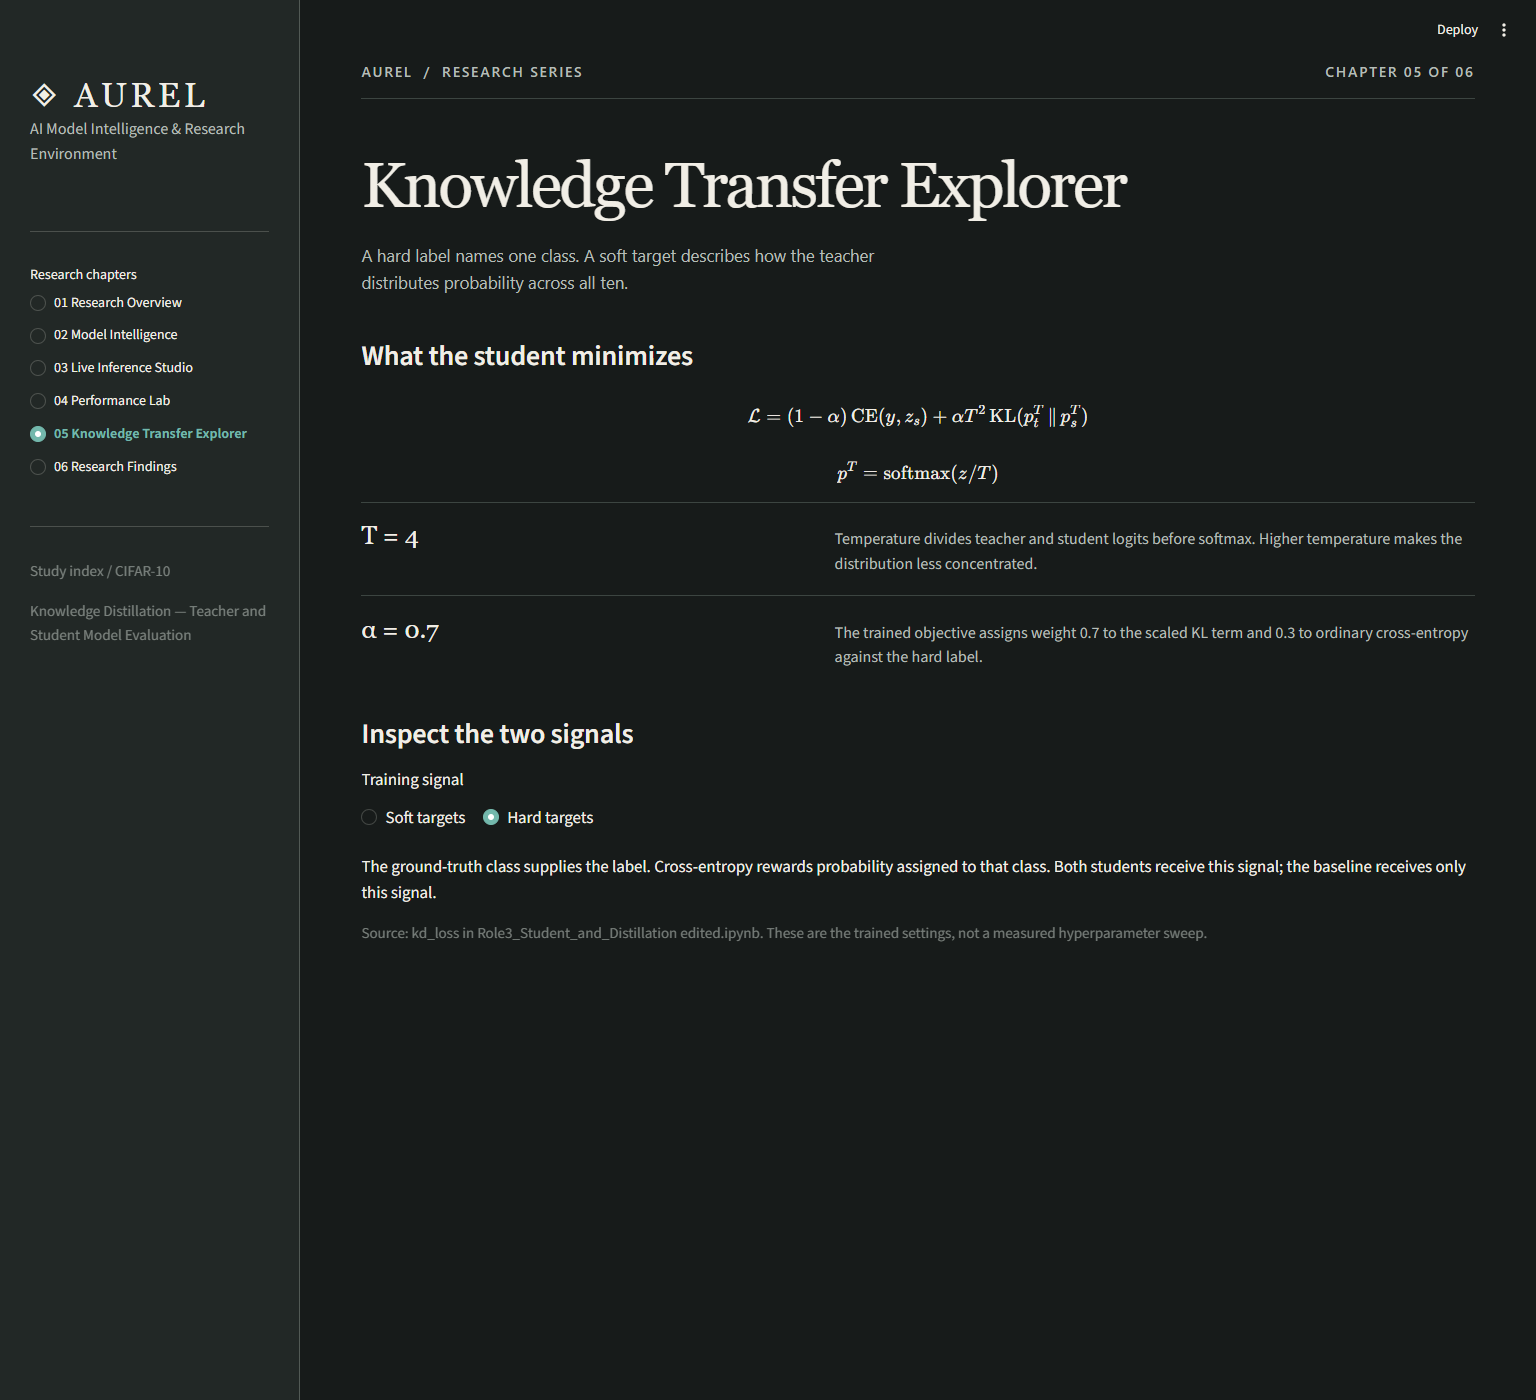 Deploy
AUREL
AI Model Intelligence & Research
Environment
Research chapters
01 Research Overview
02 Model Intelligence
03 Live Inference Studio
04 Performance Lab
05 Knowledge Transfer Explorer
06 Research Findings
Study index / CIFAR-10
Knowledge Distillation — Teacher and
Student Model Evaluation
AUREL / RESEARCH SERIES
CHAPTER 05 OF 06
Knowledge Transfer Explorer
A hard label names one class. A soft target describes how the teacher
distributes probability across all ten.
What the student minimizes
ℒ = (1 − α) CE(y, z_s) + αT² KL(p_t^T ∥ p_s^T)
p^T = softmax(z/T)
T = 4
Temperature divides teacher and student logits before softmax. Higher temperature makes the
distribution less concentrated.
α = 0.7
The trained objective assigns weight 0.7 to the scaled KL term and 0.3 to ordinary cross-entropy
against the hard label.
Inspect the two signals
Training signal
Soft targets Hard targets
The ground-truth class supplies the label. Cross-entropy rewards probability assigned to that class. Both students receive this signal; the baseline receives only
this signal.
Source: kd_loss in Role3_Student_and_Distillation edited.ipynb. These are the trained settings, not a measured hyperparameter sweep.